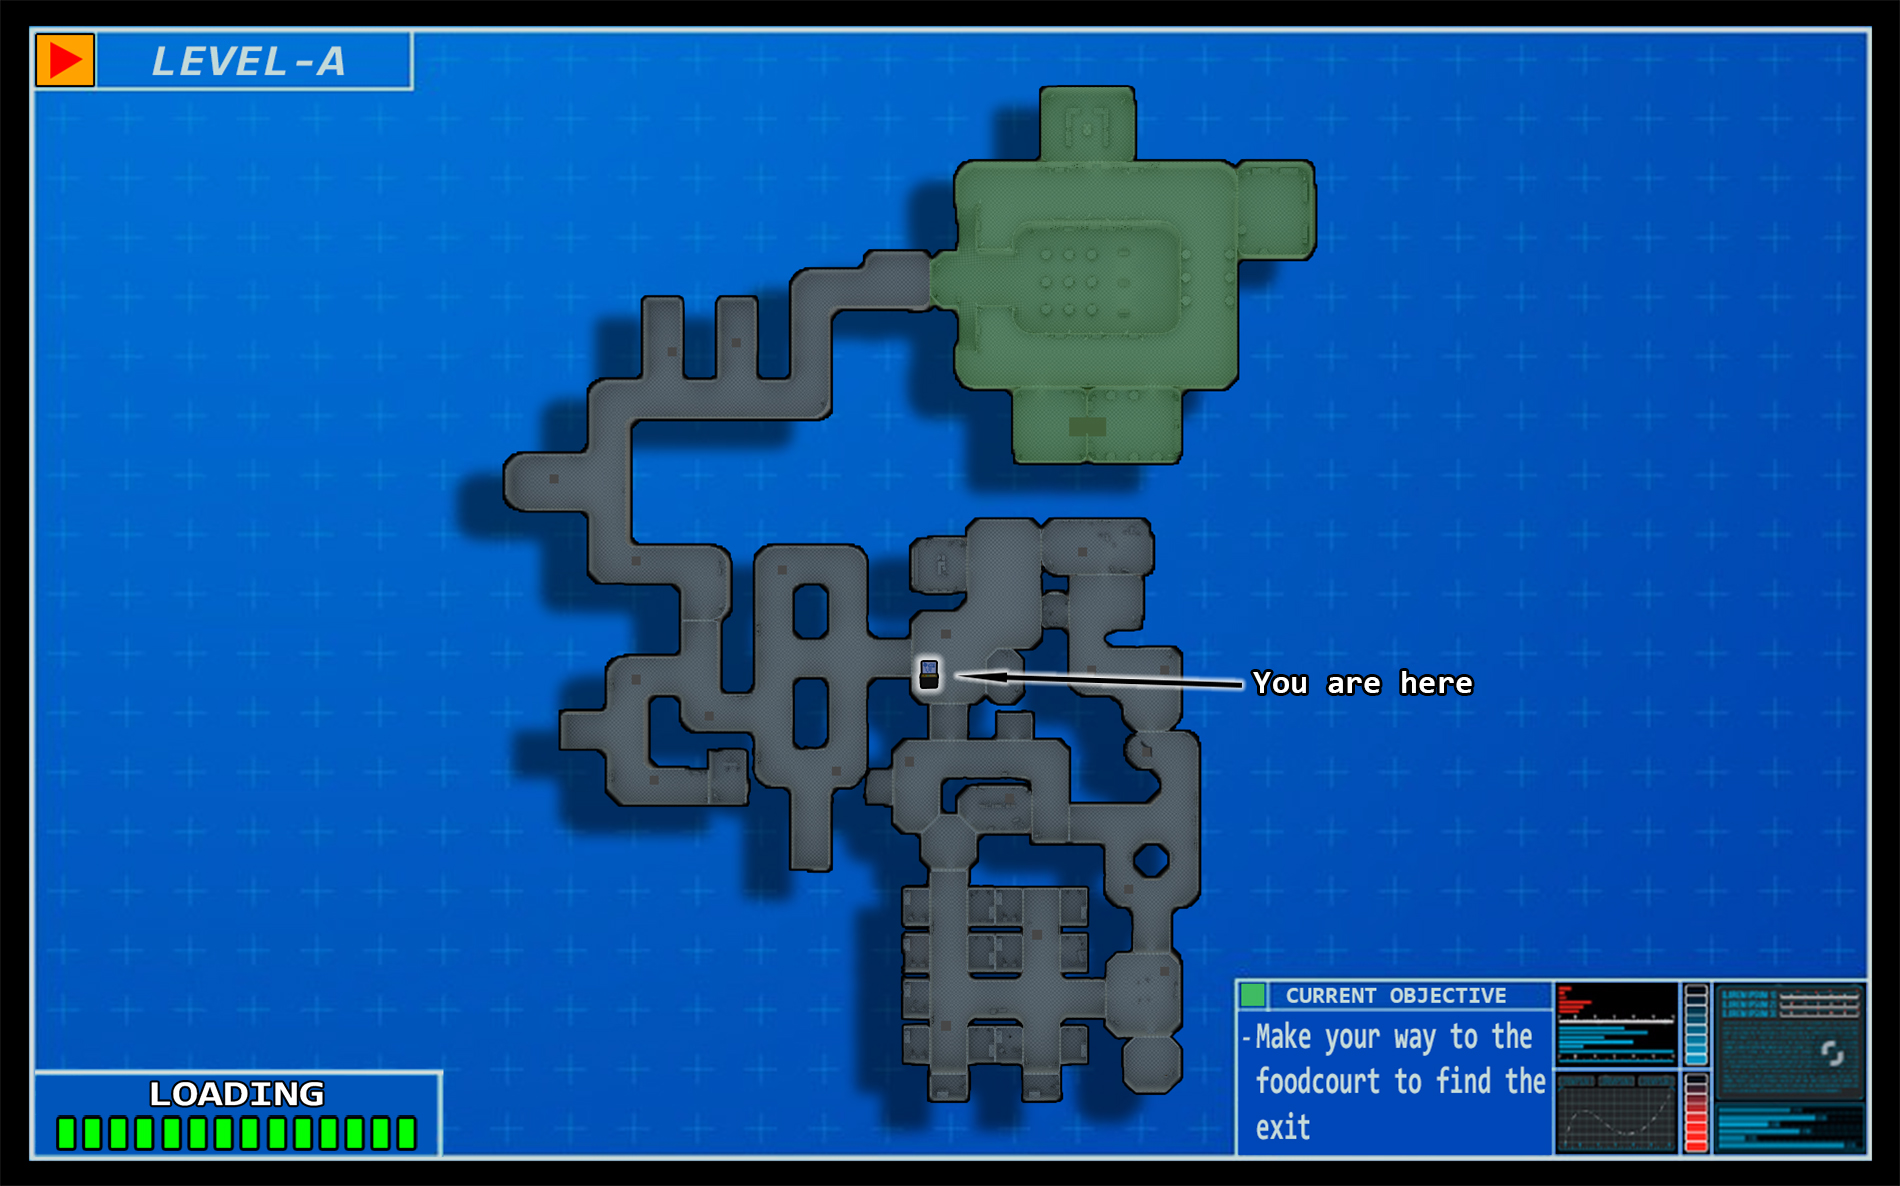 LEVEL-A
You are here
CURRENT OBJECTIVE
-Make your way to the
foodcourt to find the
exit
LOADING